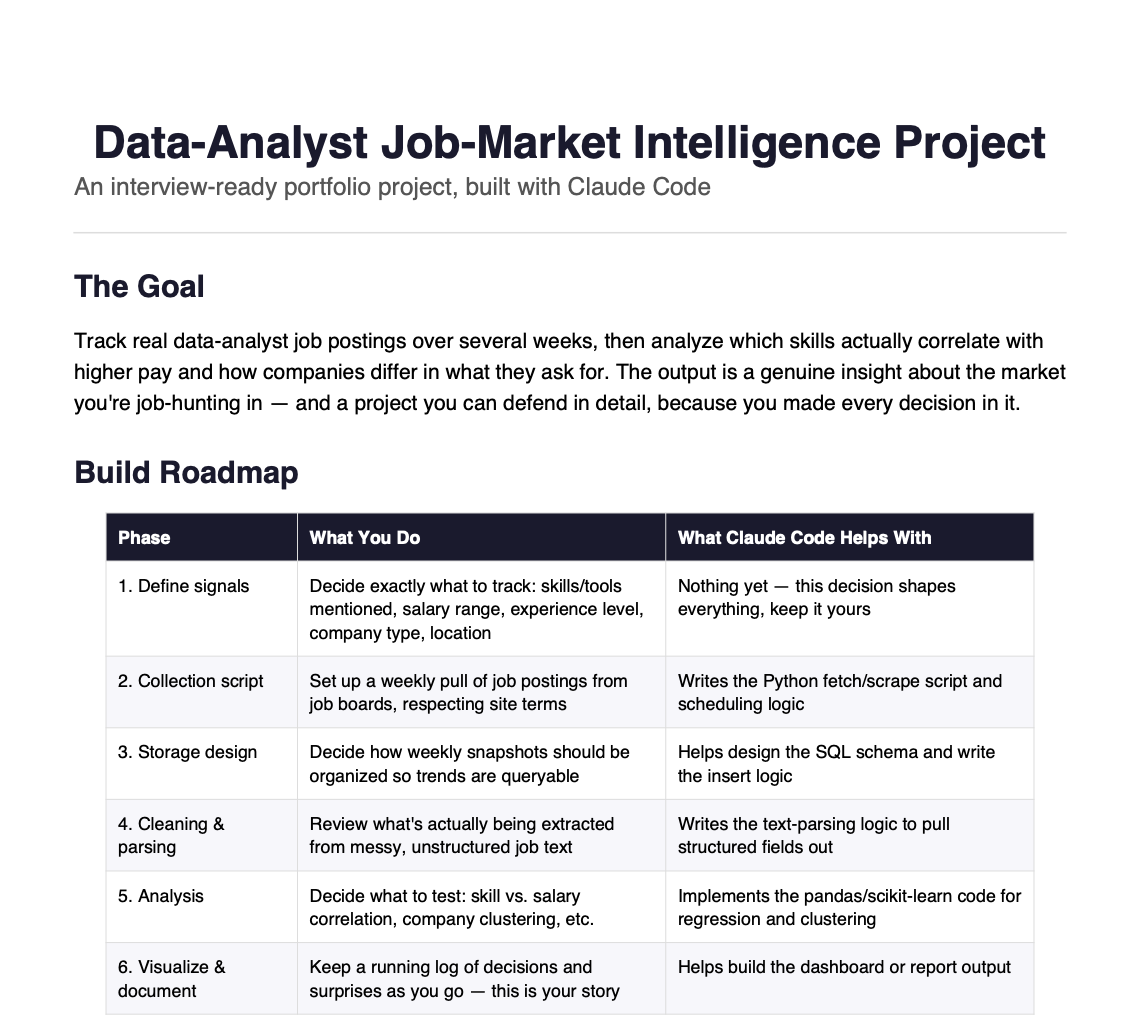 Data-Analyst Job-Market Intelligence Project
An interview-ready portfolio project, built with Claude Code
The Goal
Track real data-analyst job postings over several weeks, then analyze which skills actually correlate with
higher pay and how companies differ in what they ask for. The output is a genuine insight about the market
you're job-hunting in — and a project you can defend in detail, because you made every decision in it.
Build Roadmap
Phase
What You Do
What Claude Code Helps With
1. Define signals
Decide exactly what to track: skills/tools
mentioned, salary range, experience level,
company type, location
Nothing yet — this decision shapes
everything, keep it yours
2. Collection script
Set up a weekly pull of job postings from
job boards, respecting site terms
Writes the Python fetch/scrape script and
scheduling logic
3. Storage design
Decide how weekly snapshots should be
organized so trends are queryable
Helps design the SQL schema and write
the insert logic
4. Cleaning &
parsing
Review what's actually being extracted
from messy, unstructured job text
Writes the text-parsing logic to pull
structured fields out
5. Analysis
Decide what to test: skill vs. salary
correlation, company clustering, etc.
Implements the pandas/scikit-learn code for
regression and clustering
6. Visualize &
document
Keep a running log of decisions and
surprises as you go — this is your story
Helps build the dashboard or report output